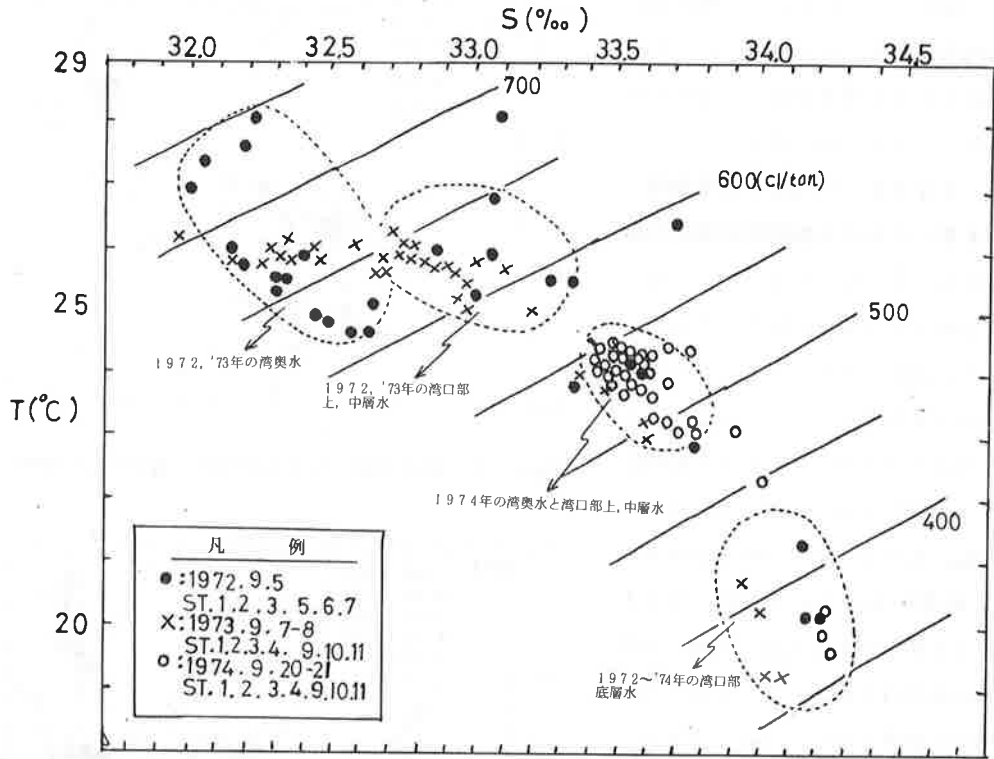 S(‰)
32,0 32,5 33,0 33,5 34,0 34,5
29
700
600(cl/ton)
25
500
1972, '73年の湾奥水
1972, '73年の湾口部
上, 中層水
T(°C)
1974年の湾奥水と湾口部上, 中層水
400
凡 例
●:1972.9.5
ST.1.2.3. 5.6.7
×:1973.9.7-8
ST.1.2.3.4. 9.10.11
○:1974.9.20-21
ST.1.2.3.4.9.10.11
20
1972〜'74年の湾口部
底層水